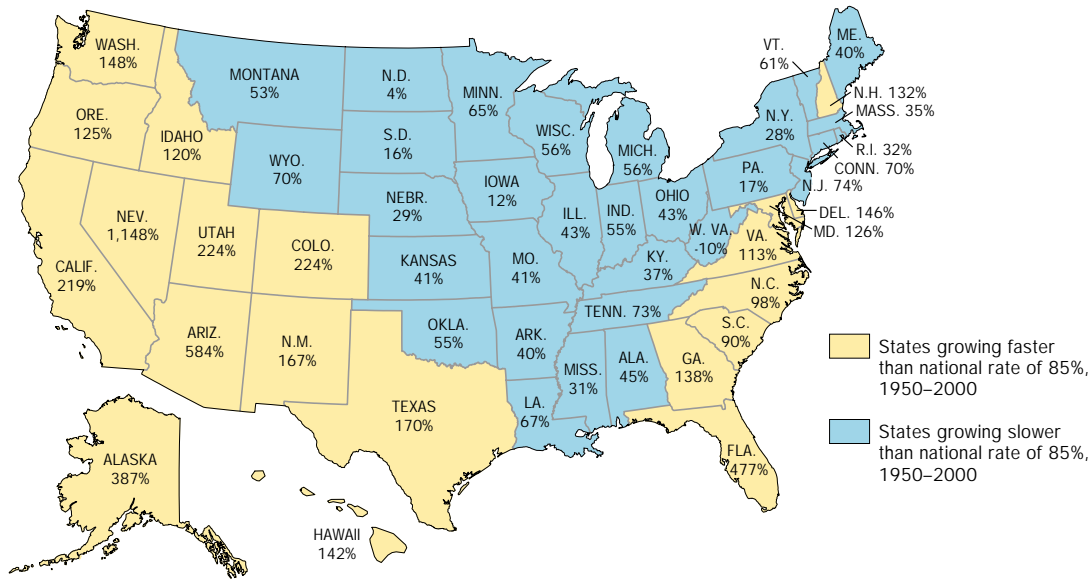 WASH.
148%
ORE.
125%
IDAHO
120%
MONTANA
53%
N.D.
4%
MINN.
65%
S.D.
16%
WYO.
70%
NEBR.
29%
IOWA
12%
WISC.
56%
MICH.
56%
VT.
61%
ME.
40%
N.H. 132%
MASS. 35%
N.Y.
28%
R.I. 32%
CONN. 70%
N.J. 74%
PA.
17%
DEL. 146%
MD. 126%
NEV.
1,148%
UTAH
224%
COLO.
224%
CALIF.
219%
KANSAS
41%
MO.
41%
ILL.
43%
IND.
55%
OHIO
43%
W. VA.
-10%
VA.
113%
KY.
37%
N.C.
98%
TENN. 73%
S.C.
90%
ARIZ.
584%
N.M.
167%
OKLA.
55%
ARK.
40%
MISS.
31%
ALA.
45%
GA.
138%
TEXAS
170%
LA.
67%
FLA.
477%
ALASKA
387%
HAWAII
142%
States growing faster
than national rate of 85%,
1950–2000
States growing slower
than national rate of 85%,
1950–2000